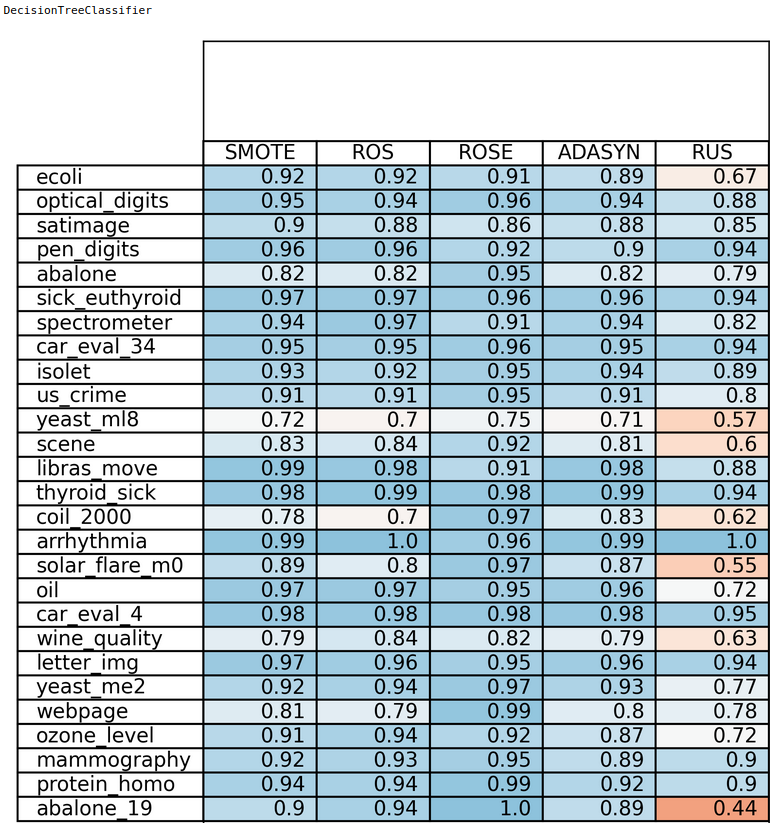 DecisionTreeClassifier
SMOTE ROS ROSE ADASYN RUS
ecoli 0.92 0.92 0.91 0.89 0.67
optical_digits 0.95 0.94 0.96 0.94 0.88
satimage 0.9 0.88 0.86 0.88 0.85
pen_digits 0.96 0.96 0.92 0.9 0.94
abalone 0.82 0.82 0.95 0.82 0.79
sick_euthyroid 0.97 0.97 0.96 0.96 0.94
spectrometer 0.94 0.97 0.91 0.94 0.82
car_eval_34 0.95 0.95 0.96 0.95 0.94
isolet 0.93 0.92 0.95 0.94 0.89
us_crime 0.91 0.91 0.95 0.91 0.8
yeast_ml8 0.72 0.7 0.75 0.71 0.57
scene 0.83 0.84 0.92 0.81 0.6
libras_move 0.99 0.98 0.91 0.98 0.88
thyroid_sick 0.98 0.99 0.98 0.99 0.94
coil_2000 0.78 0.7 0.97 0.83 0.62
arrhythmia 0.99 1.0 0.96 0.99 1.0
solar_flare_m0 0.89 0.8 0.97 0.87 0.55
oil 0.97 0.97 0.95 0.96 0.72
car_eval_4 0.98 0.98 0.98 0.98 0.95
wine_quality 0.79 0.84 0.82 0.79 0.63
letter_img 0.97 0.96 0.95 0.96 0.94
yeast_me2 0.92 0.94 0.97 0.93 0.77
webpage 0.81 0.79 0.99 0.8 0.78
ozone_level 0.91 0.94 0.92 0.87 0.72
mammography 0.92 0.93 0.95 0.89 0.9
protein_homo 0.94 0.94 0.99 0.92 0.9
abalone_19 0.9 0.94 1.0 0.89 0.44